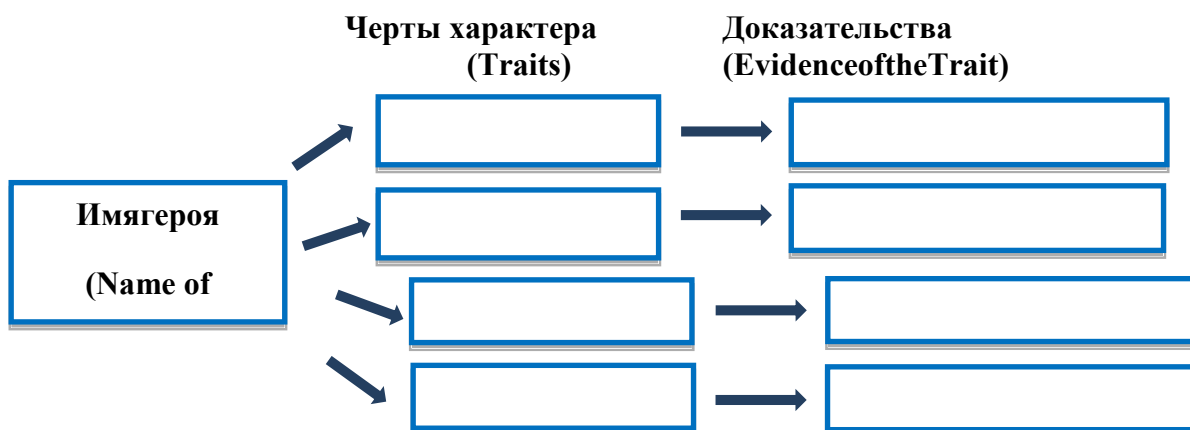 Черты характера
(Traits)
Доказательства
(EvidenceoftheTrait)
Имягероя
(Name of